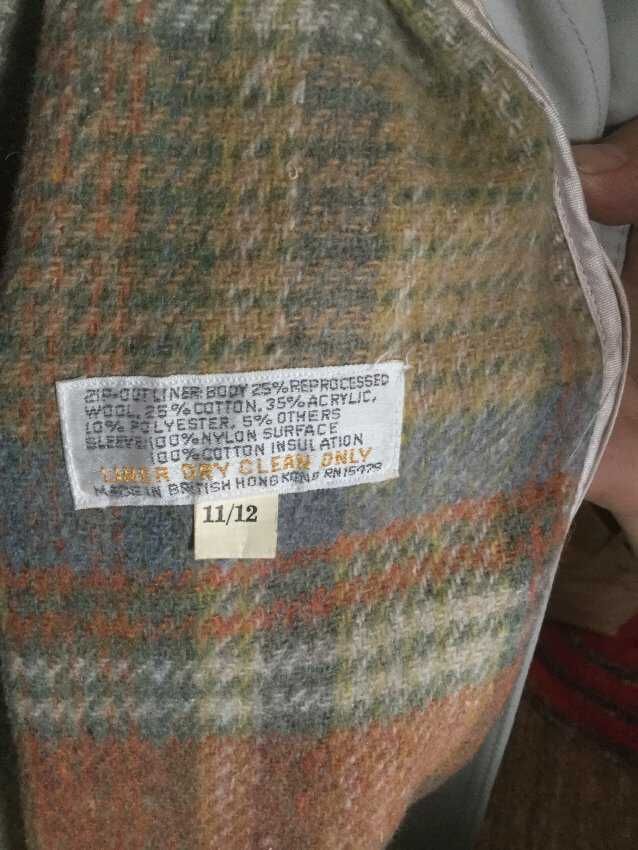 ZIP-OUT LINER: BODY 25% REPROCESSED
WOOL, 25% COTTON, 35% ACRYLIC,
10% POLYESTER, 5% OTHERS
SLEEVE: 100% NYLON SURFACE
100% COTTON INSULATION
LINER DRY CLEAN ONLY
MADE IN BRITISH HONG KONG RN15479
11/12